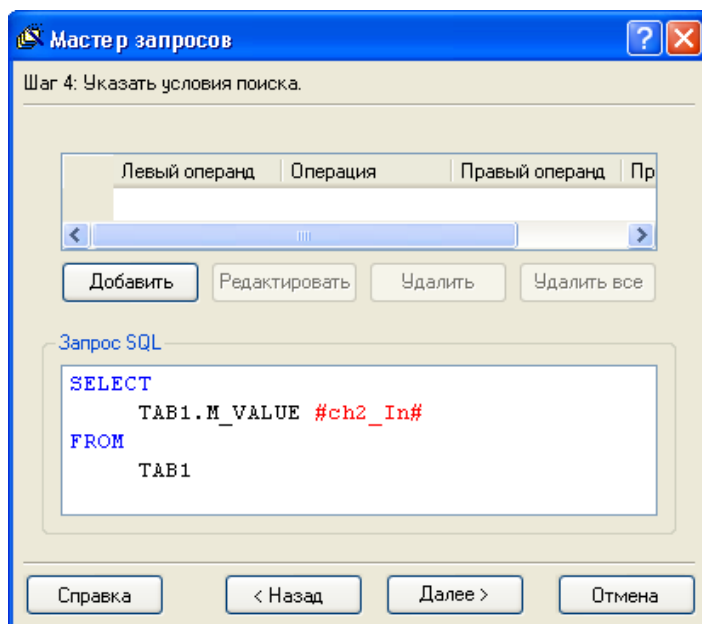 Мастер запросов
Шаг 4: Указать условия поиска.
Левый операнд Операция Правый операнд Пр
Добавить Редактировать Удалить Удалить все
Запрос SQL
SELECT
TAB1.M_VALUE #ch2_In#
FROM
TAB1
Справка < Назад Далее > Отмена